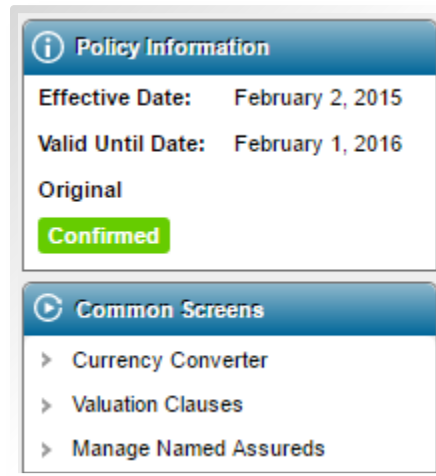 Policy Information
Effective Date: February 2, 2015
Valid Until Date: February 1, 2016
Original
Confirmed
Common Screens
Currency Converter
Valuation Clauses
Manage Named Assureds